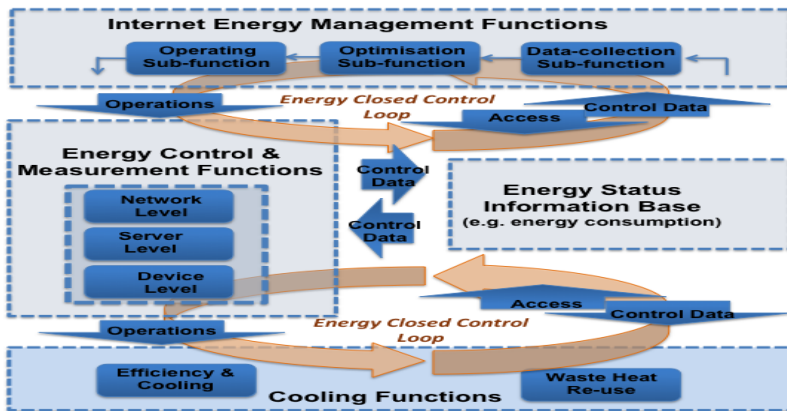 Internet Energy Management Functions
Operating
Sub-function
Optimisation
Sub-function
Data-collection
Sub-function
Operations
Energy Closed Control
Loop
Access
Control Data
Energy Control &
Measurement Functions
Network
Level
Server
Level
Device
Level
Control
Data
Control
Data
Energy Status
Information Base
(e.g. energy consumption)
Operations
Energy Closed Control
Loop
Access
Control Data
Efficiency &
Cooling
Cooling Functions
Waste Heat
Re-use